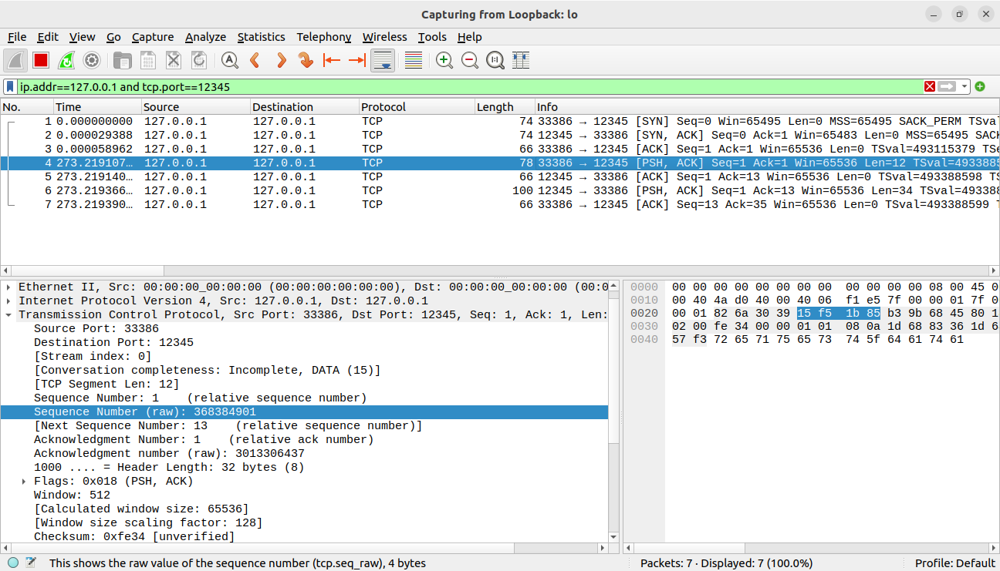 Capturing from Loopback: lo
File Edit View Go Capture Analyze Statistics Telephony Wireless Tools Help
ip.addr==127.0.0.1 and tcp.port==12345
No. Time Source Destination Protocol Length Info
1 0.000000000 127.0.0.1 127.0.0.1 TCP 74 33386 → 12345 [SYN] Seq=0 Win=65495 Len=0 MSS=65495 SACK_PERM TSval
2 0.000029388 127.0.0.1 127.0.0.1 TCP 74 12345 → 33386 [SYN, ACK] Seq=0 Ack=1 Win=65483 Len=0 MSS=65495 SACK
3 0.000058962 127.0.0.1 127.0.0.1 TCP 66 33386 → 12345 [ACK] Seq=1 Ack=1 Win=65536 Len=0 TSval=493115379 TSe
4 273.219107… 127.0.0.1 127.0.0.1 TCP 78 33386 → 12345 [PSH, ACK] Seq=1 Ack=1 Win=65536 Len=12 TSval=4933885
5 273.219140… 127.0.0.1 127.0.0.1 TCP 66 12345 → 33386 [ACK] Seq=1 Ack=13 Win=65536 Len=0 TSval=493388598 TS
6 273.219366… 127.0.0.1 127.0.0.1 TCP 100 12345 → 33386 [PSH, ACK] Seq=1 Ack=13 Win=65536 Len=34 TSval=493388
7 273.219390… 127.0.0.1 127.0.0.1 TCP 66 33386 → 12345 [ACK] Seq=13 Ack=35 Win=65536 Len=0 TSval=493388599 T
Ethernet II, Src: 00:00:00_00:00:00 (00:00:00:00:00:00), Dst: 00:00:00_00:00:00 (00:0
Internet Protocol Version 4, Src: 127.0.0.1, Dst: 127.0.0.1
Transmission Control Protocol, Src Port: 33386, Dst Port: 12345, Seq: 1, Ack: 1, Len:
Source Port: 33386
Destination Port: 12345
[Stream index: 0]
[Conversation completeness: Incomplete, DATA (15)]
[TCP Segment Len: 12]
Sequence Number: 1 (relative sequence number)
Sequence Number (raw): 368384901
[Next Sequence Number: 13 (relative sequence number)]
Acknowledgment Number: 1 (relative ack number)
Acknowledgment number (raw): 3013306437
1000 .... = Header Length: 32 bytes (8)
Flags: 0x018 (PSH, ACK)
Window: 512
[Calculated window size: 65536]
[Window size scaling factor: 128]
Checksum: 0xfe34 [unverified]
0000 00 00 00 00 00 00 00 00 00 00 00 00 08 00 45 0
0010 00 40 4a d0 40 00 40 06 f1 e5 7f 00 00 01 7f 0
0020 00 01 82 6a 30 39 15 f5 1b 85 b3 9b 68 45 80 1
0030 02 00 fe 34 00 00 01 01 08 0a 1d 68 83 36 1d 6
0040 57 f3 72 65 71 75 65 73 74 5f 64 61 74 61
This shows the raw value of the sequence number (tcp.seq_raw), 4 bytes
Packets: 7 · Displayed: 7 (100.0%)
Profile: Default